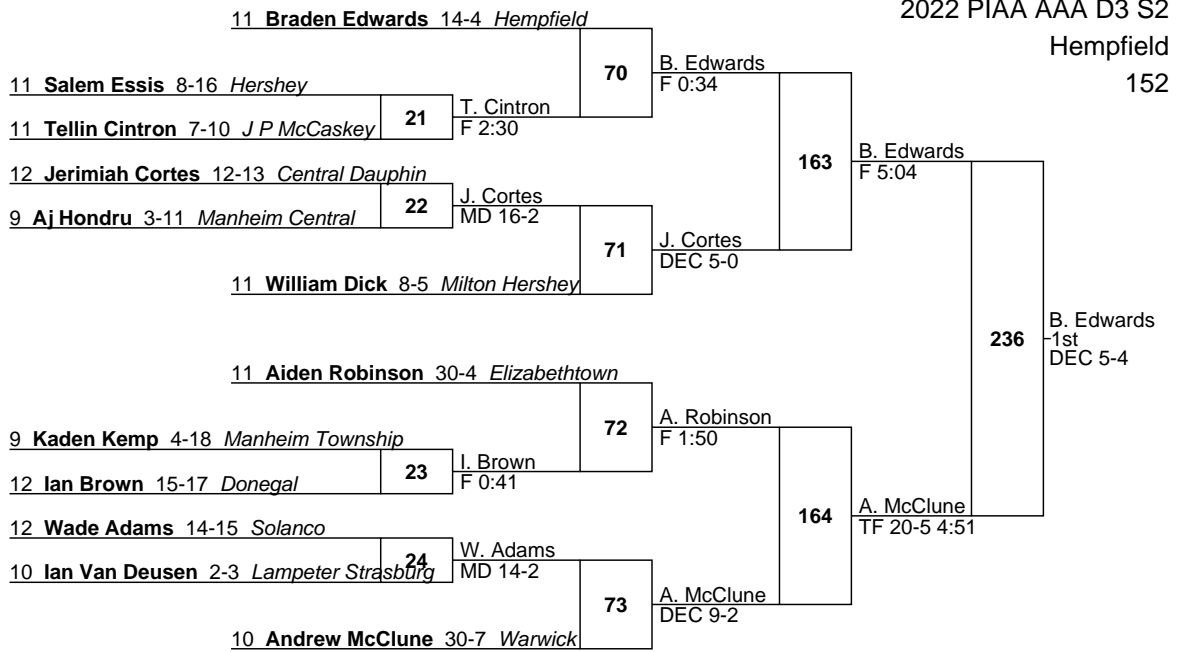 2022 PIAA AAA D3 S2
Hempfield
152
11 Braden Edwards 14-4 Hempfield
70
B. Edwards
F 0:34
11 Salem Essis 8-16 Hershey
21
T. Cintron
F 2:30
11 Tellin Cintron 7-10 J P McCaskey
163
B. Edwards
F 5:04
12 Jerimiah Cortes 12-13 Central Dauphin
22
J. Cortes
MD 16-2
9 Aj Hondru 3-11 Manheim Central
71
J. Cortes
DEC 5-0
11 William Dick 8-5 Milton Hershey
236
B. Edwards
1st
DEC 5-4
11 Aiden Robinson 30-4 Elizabethtown
72
A. Robinson
F 1:50
9 Kaden Kemp 4-18 Manheim Township
23
I. Brown
F 0:41
12 Ian Brown 15-17 Donegal
164
A. McClune
TF 20-5 4:51
12 Wade Adams 14-15 Solanco
24
W. Adams
MD 14-2
10 Ian Van Deusen 2-3 Lampeter Strasburg
73
A. McClune
DEC 9-2
10 Andrew McClune 30-7 Warwick